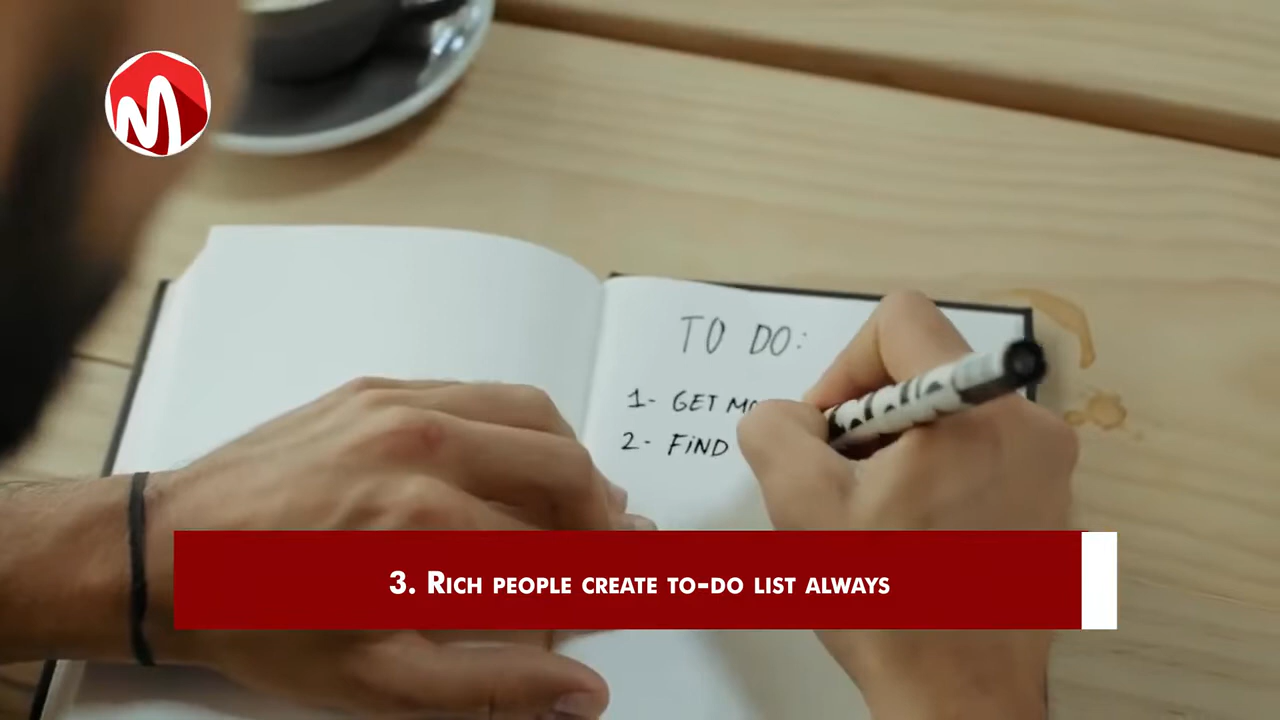 TO DO:
1- GET
2- FIND
3. Rich people create to-do list always